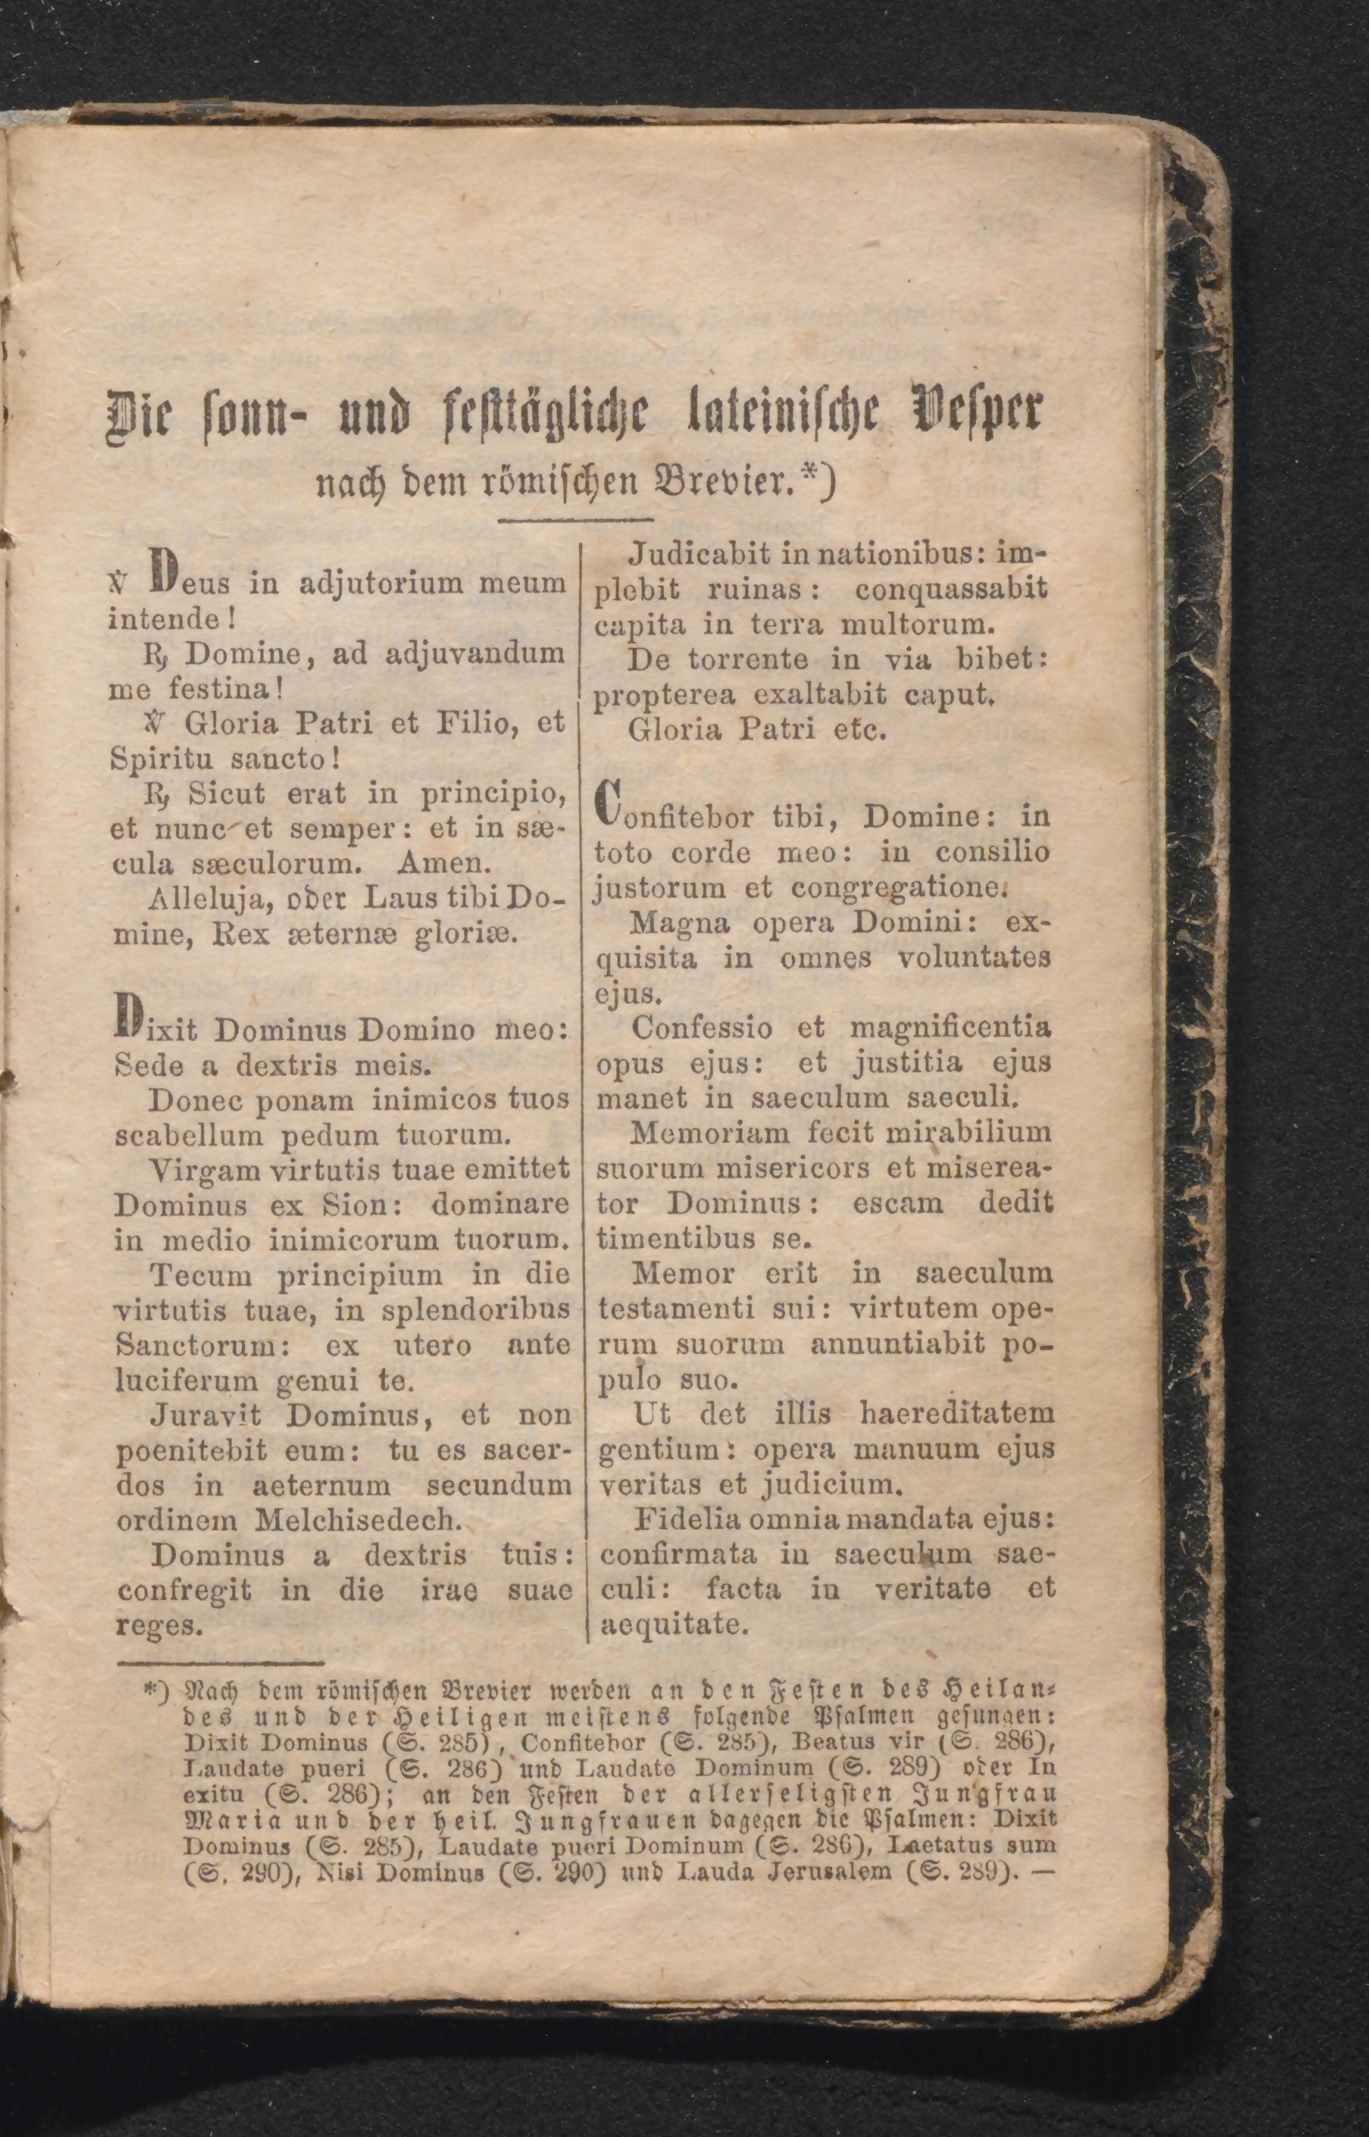 Die sonn- und festtägliche lateinische Vesper
nach dem römischen Brevier.*)
℣ Deus in adjutorium meum
intende!
℟ Domine, ad adjuvandum
me festina!
℣ Gloria Patri et Filio, et
Spiritu sancto!
℟ Sicut erat in principio,
et nunc et semper: et in sæ-
cula sæculorum. Amen.
Alleluja, oder Laus tibi Do-
mine, Rex æternæ gloriæ.
Dixit Dominus Domino meo:
Sede a dextris meis.
Donec ponam inimicos tuos
scabellum pedum tuorum.
Virgam virtutis tuae emittet
Dominus ex Sion: dominare
in medio inimicorum tuorum.
Tecum principium in die
virtutis tuae, in splendoribus
Sanctorum: ex utero ante
luciferum genui te.
Juravit Dominus, et non
poenitebit eum: tu es sacer-
dos in aeternum secundum
ordinem Melchisedech.
Dominus a dextris tuis:
confregit in die irae suae
reges.
Judicabit in nationibus: im-
plebit ruinas: conquassabit
capita in terra multorum.
De torrente in via bibet:
propterea exaltabit caput.
Gloria Patri etc.
Confitebor tibi, Domine: in
toto corde meo: in consilio
justorum et congregatione.
Magna opera Domini: ex-
quisita in omnes voluntates
ejus.
Confessio et magnificentia
opus ejus: et justitia ejus
manet in saeculum saeculi.
Memoriam fecit mirabilium
suorum misericors et miserea-
tor Dominus: escam dedit
timentibus se.
Memor erit in saeculum
testamenti sui: virtutem ope-
rum suorum annuntiabit po-
pulo suo.
Ut det illis haereditatem
gentium: opera manuum ejus
veritas et judicium.
Fidelia omnia mandata ejus:
confirmata in saeculum sae-
culi: facta in veritate et
aequitate.
*) Nach dem römischen Brevier werden an den Festen des Heilan-
des und der Heiligen meistens folgende Psalmen gesungen:
Dixit Dominus (S. 285), Confitebor (S. 285), Beatus vir (S. 286),
Laudate pueri (S. 286) und Laudate Dominum (S. 289) oder In
exitu (S. 286); an den Festen der allerseligsten Jungfrau
Maria und der heil. Jungfrauen dagegen die Psalmen: Dixit
Dominus (S. 285), Laudate pueri Dominum (S. 286), Laetatus sum
(S. 290), Nisi Dominus (S. 290) und Lauda Jerusalem (S. 289). —